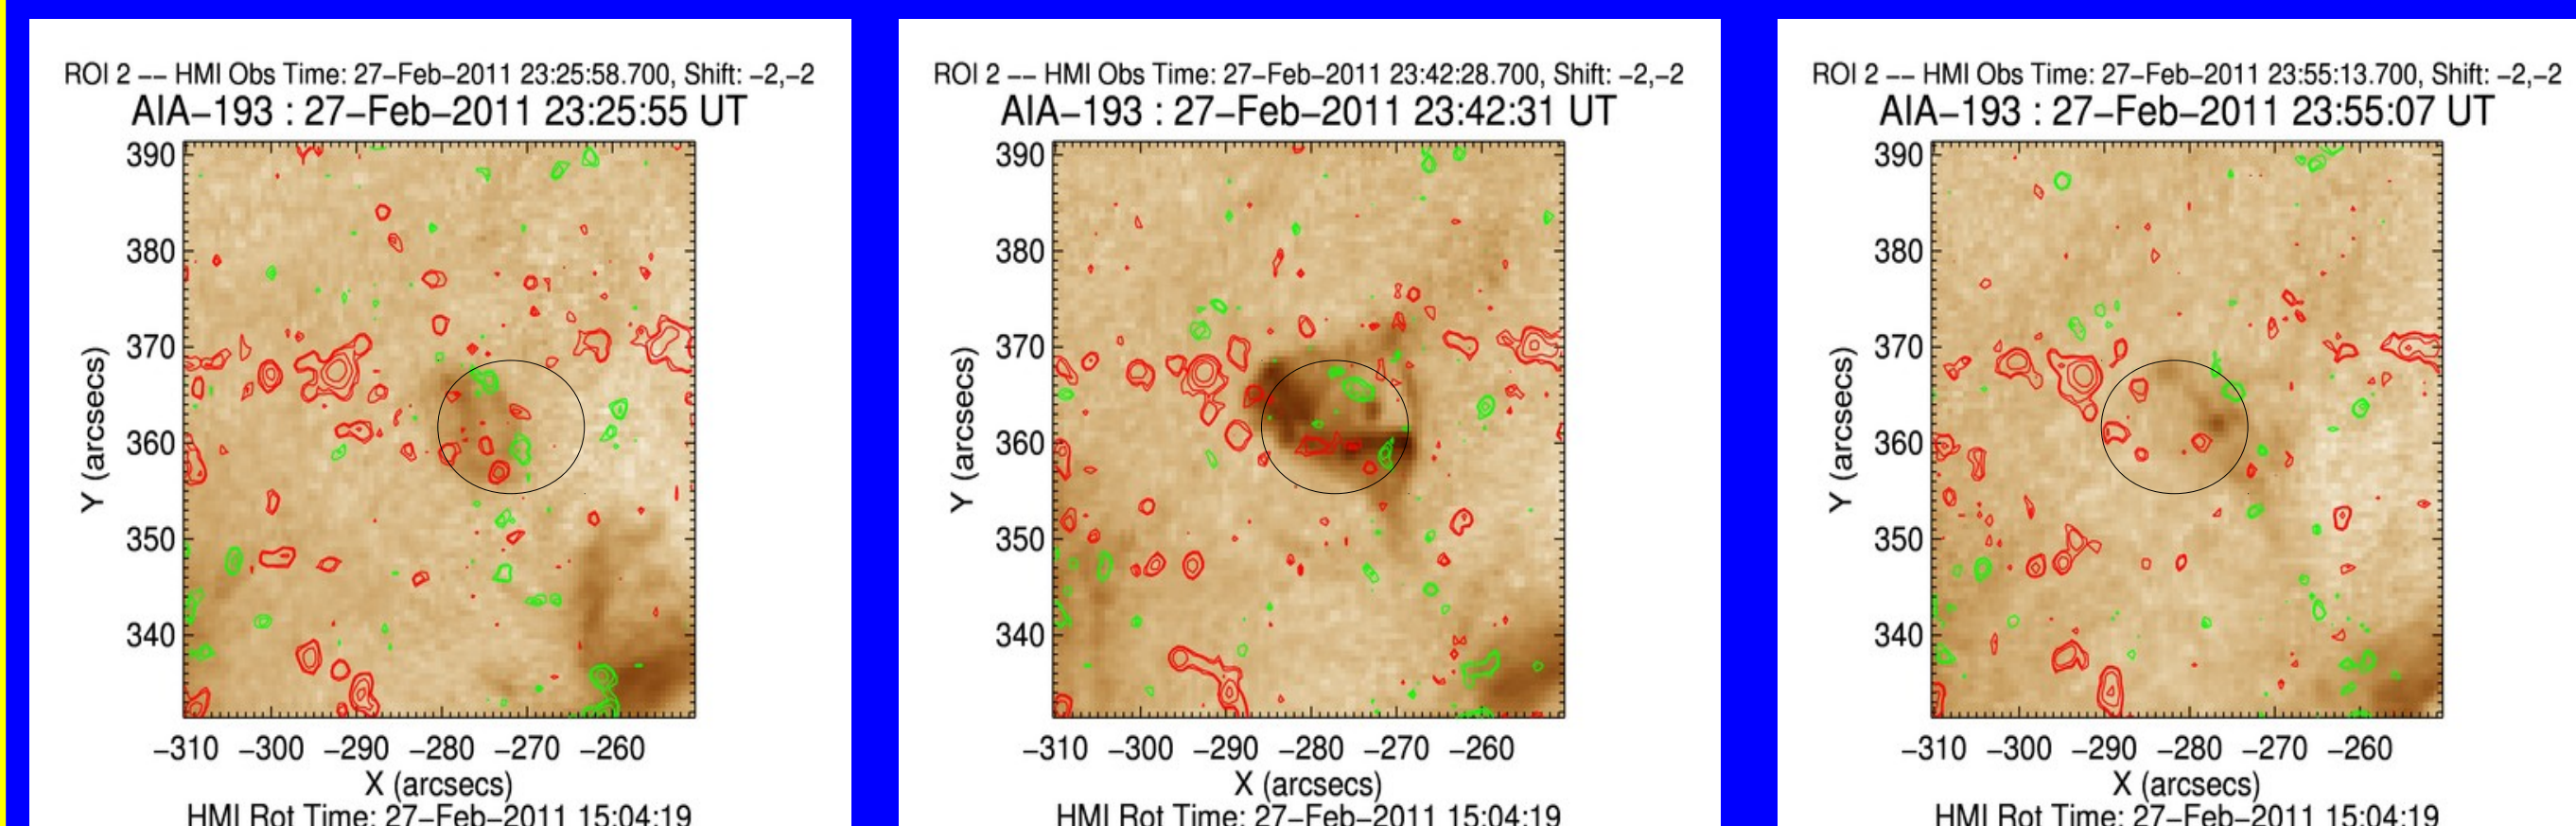 ROI 2 -- HMI Obs Time: 27-Feb-2011 23:25:58.700, Shift: -2,-2
AIA-193 : 27-Feb-2011 23:25:55 UT
390
380
370
360
350
340
Y (arcsecs)
-310 -300 -290 -280 -270 -260
X (arcsecs)
HMI Rot Time: 27-Feb-2011 15:04:19
ROI 2 -- HMI Obs Time: 27-Feb-2011 23:42:28.700, Shift: -2,-2
AIA-193 : 27-Feb-2011 23:42:31 UT
390
380
370
360
350
340
Y (arcsecs)
-310 -300 -290 -280 -270 -260
X (arcsecs)
HMI Rot Time: 27-Feb-2011 15:04:19
ROI 2 -- HMI Obs Time: 27-Feb-2011 23:55:13.700, Shift: -2,-2
AIA-193 : 27-Feb-2011 23:55:07 UT
390
380
370
360
350
340
Y (arcsecs)
-310 -300 -290 -280 -270 -260
X (arcsecs)
HMI Rot Time: 27-Feb-2011 15:04:19